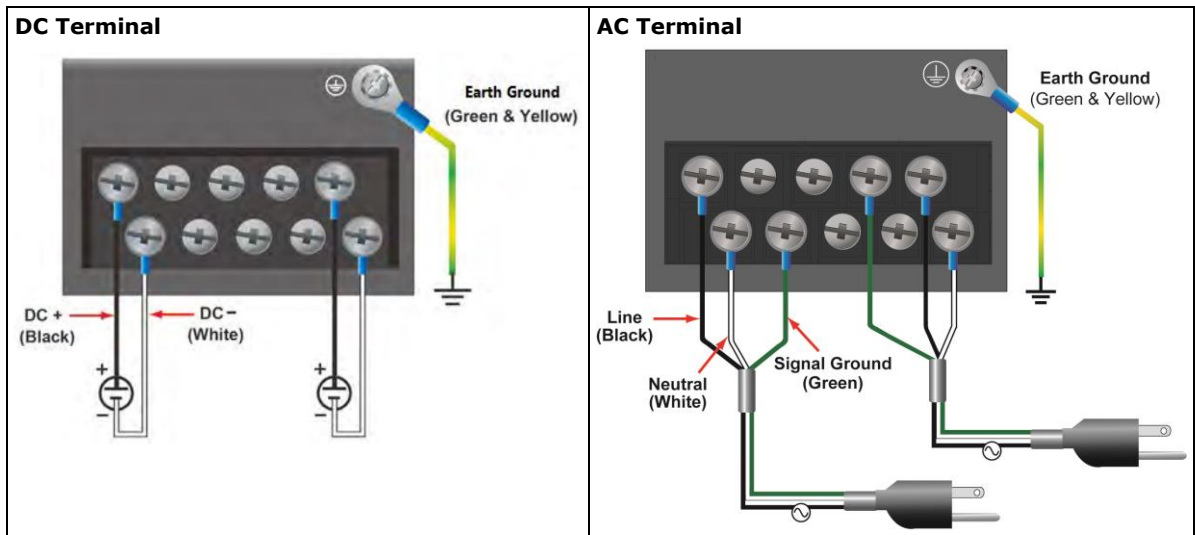 DC Terminal
Earth Ground
(Green & Yellow)
DC +
(Black)
DC −
(White)
+
−
+
−
AC Terminal
Earth Ground
(Green & Yellow)
Line
(Black)
Neutral
(White)
Signal Ground
(Green)